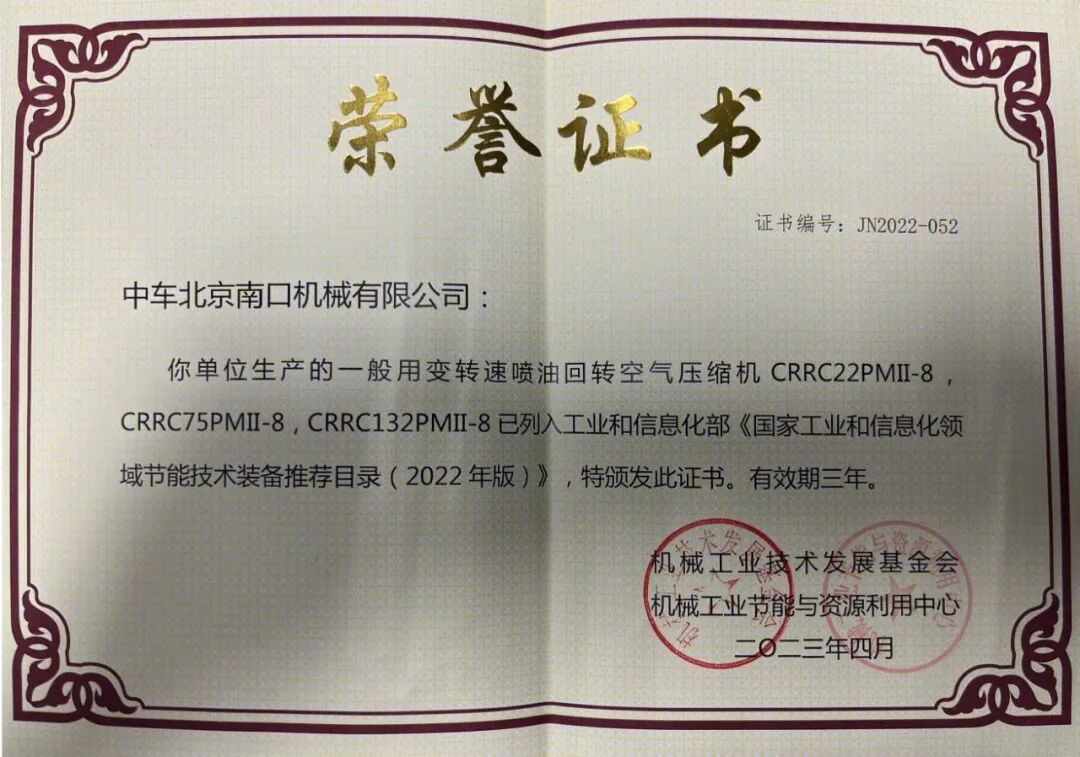 荣誉证书
证书编号：JN2022-052
中车北京南口机械有限公司：
你单位生产的一般用变转速喷油回转空气压缩机 CRRC22PMII-8，
CRRC75PMII-8，CRRC132PMII-8 已列入工业和信息化部《国家工业和信息化领
域节能技术装备推荐目录（2022 年版）》，特颁发此证书。有效期三年。
机械工业技术发展基金会
机械工业节能与资源利用中心
二〇二三年四月